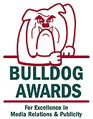 BULLDOG
AWARDS
For Excellence in
Media Relations & Publicity